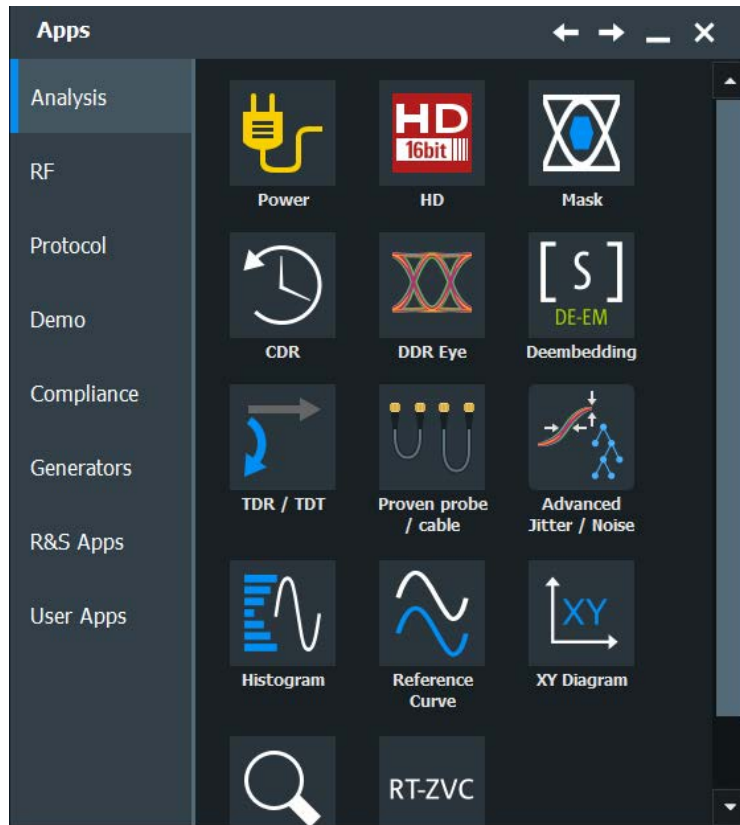 Apps
Analysis
RF
Protocol
Demo
Compliance
Generators
R&S Apps
User Apps
HD
16bit
Power
HD
Mask
[ S ]
DE-EM
CDR
DDR Eye
Deembedding
TDR / TDT
Proven probe
/ cable
Advanced
Jitter / Noise
XY
Histogram
Reference
Curve
XY Diagram
RT-ZVC